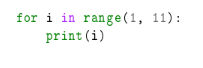 for i in range(1, 11):
    print(i)